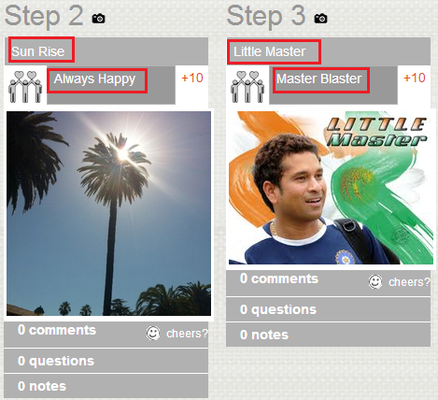 Step 2
Sun Rise
Always Happy
+10
0 comments
cheers?
0 questions
0 notes
Step 3
Little Master
Master Blaster
+10
LITTLE
Master
0 comments
cheers?
0 questions
0 notes